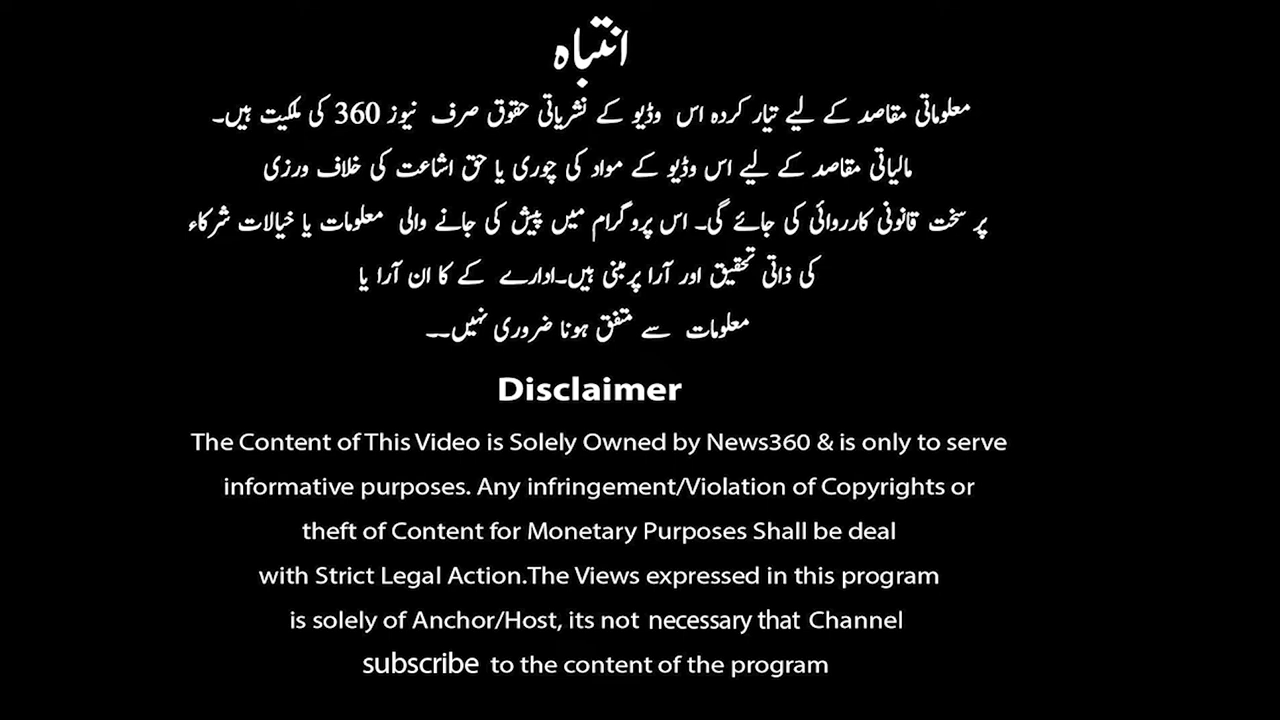 انتباہ
معلوماتی مقاصد کے لیے تیار کردہ اس وڈیو کے نشریاتی حقوق صرف نیوز 360 کی ملکیت ہیں۔
مالیاتی مقاصد کے لیے اس وڈیو کے مواد کی چوری یا حق اشاعت کی خلاف ورزی
پر سخت قانونی کارروائی کی جائے گی۔ اس پروگرام میں پیش کی جانے والی معلومات یا خیالات شرکاء
کی ذاتی تحقیق اور آرا پر مبنی ہیں۔ادارے کے کا ان آرا یا
معلومات سے متفق ہونا ضروری نہیں۔۔
Disclaimer
The Content of This Video is Solely Owned by News360 & is only to serve
informative purposes. Any infringement/Violation of Copyrights or
theft of Content for Monetary Purposes Shall be deal
with Strict Legal Action.The Views expressed in this program
is solely of Anchor/Host, its not necessary that Channel
subscribe to the content of the program